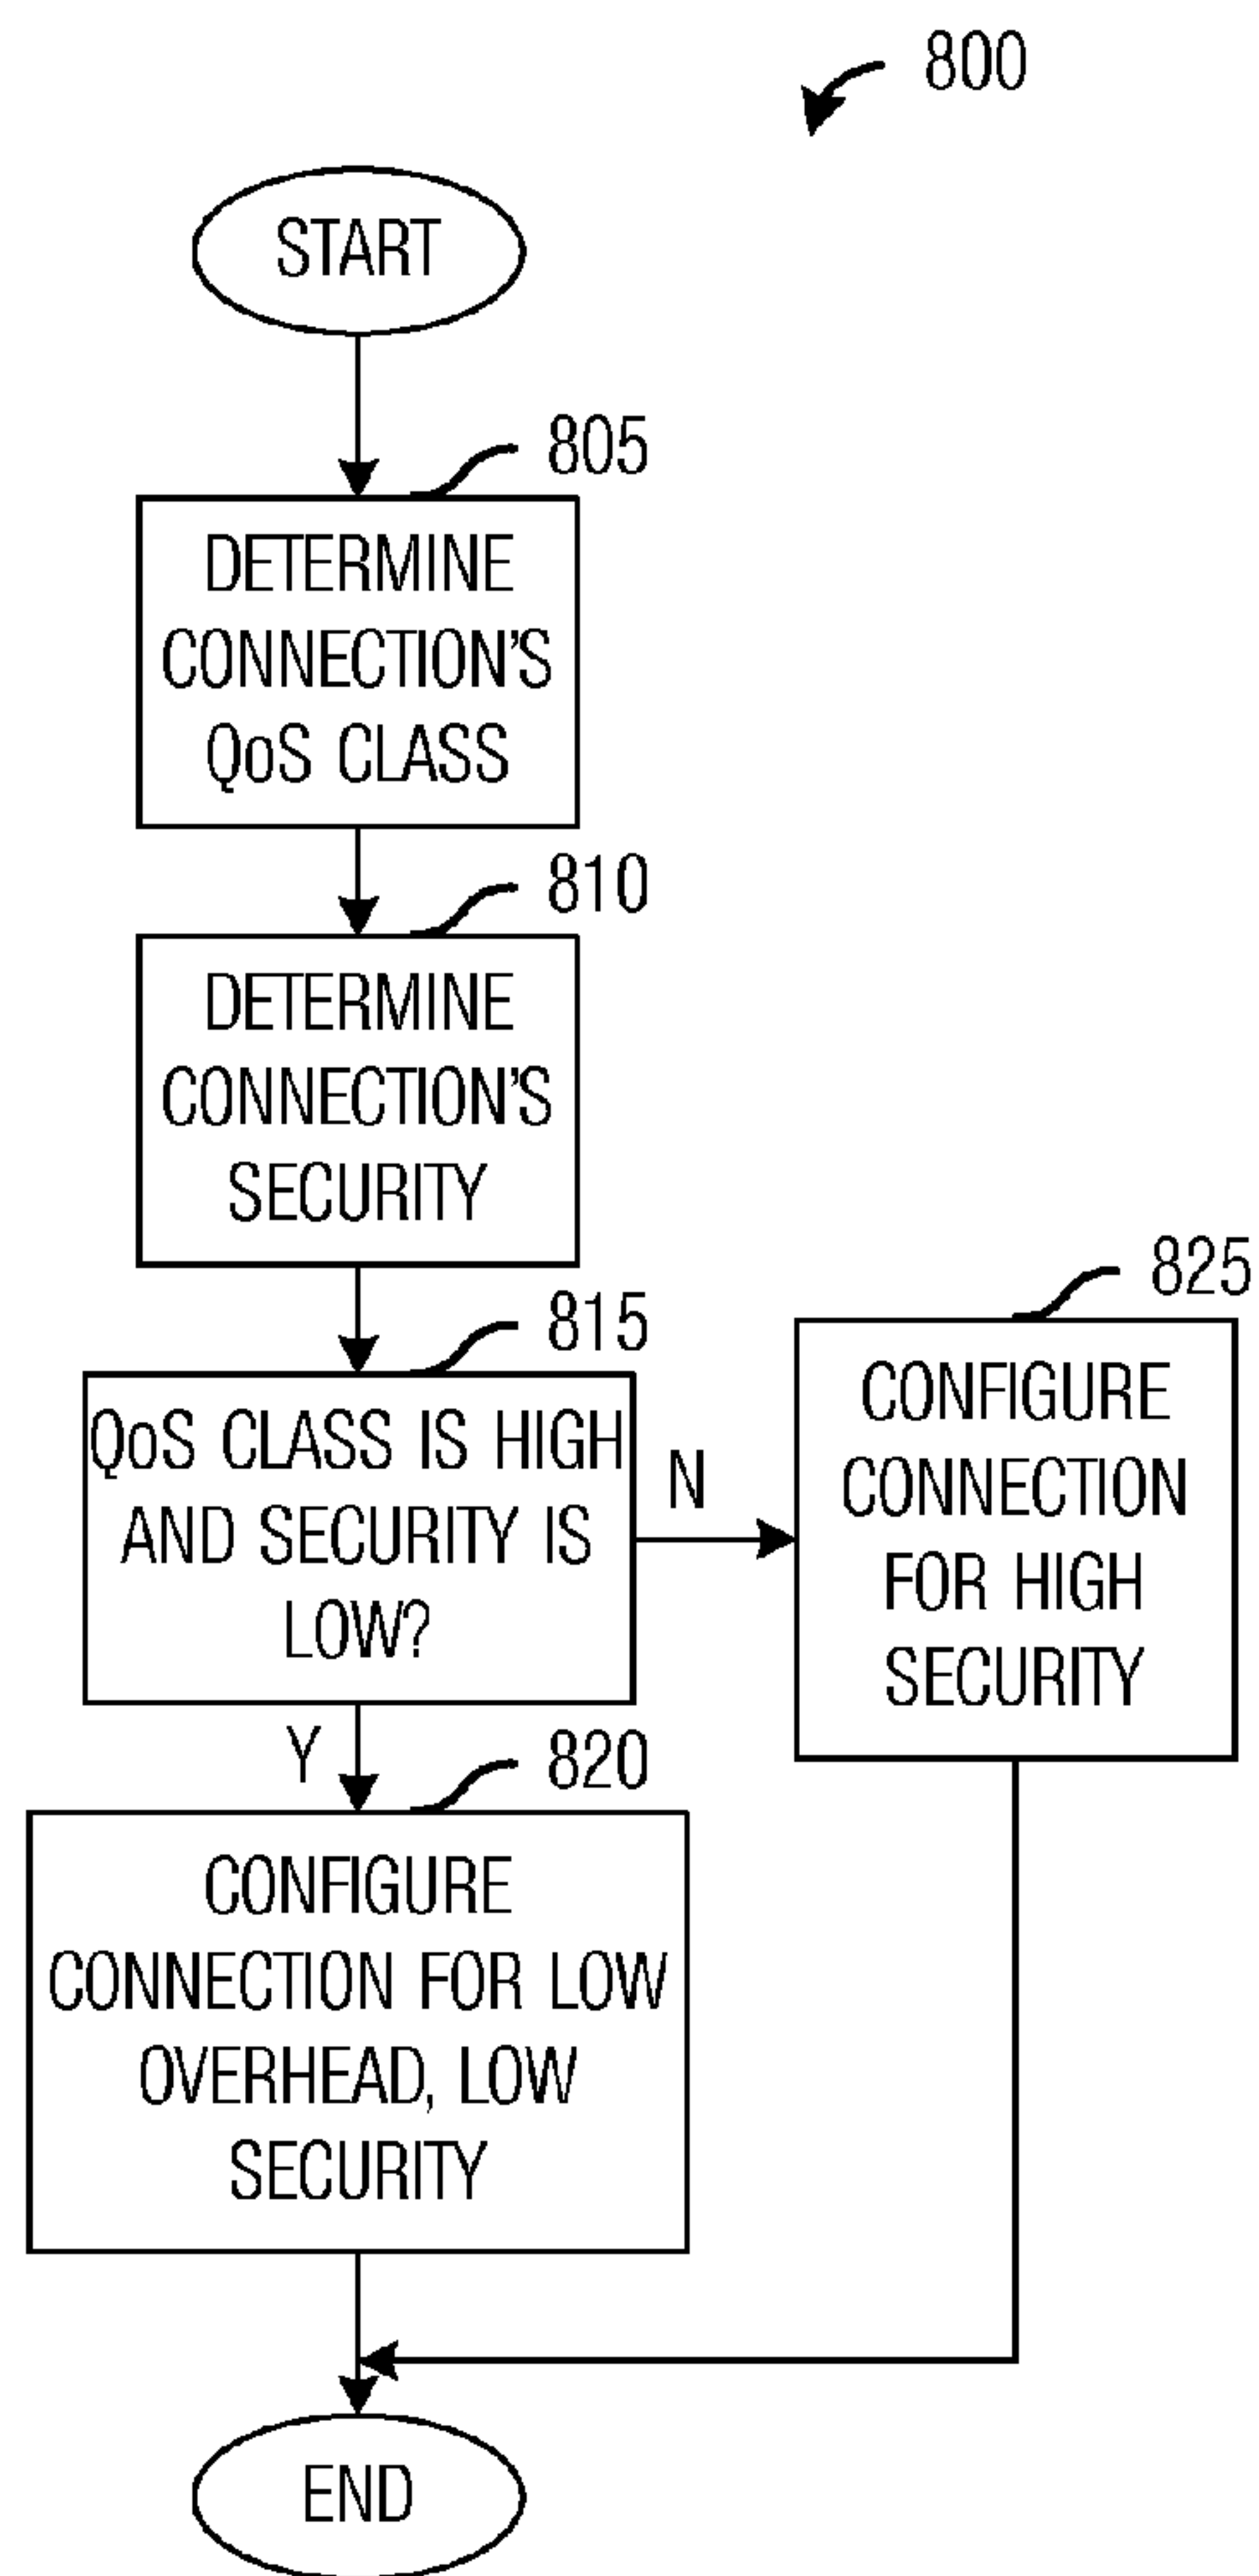 800
START
805
DETERMINE
CONNECTION'S
QoS CLASS
810
DETERMINE
CONNECTION'S
SECURITY
815
QoS CLASS IS HIGH
AND SECURITY IS
LOW?
N
825
CONFIGURE
CONNECTION
FOR HIGH
SECURITY
Y
820
CONFIGURE
CONNECTION FOR LOW
OVERHEAD, LOW
SECURITY
END